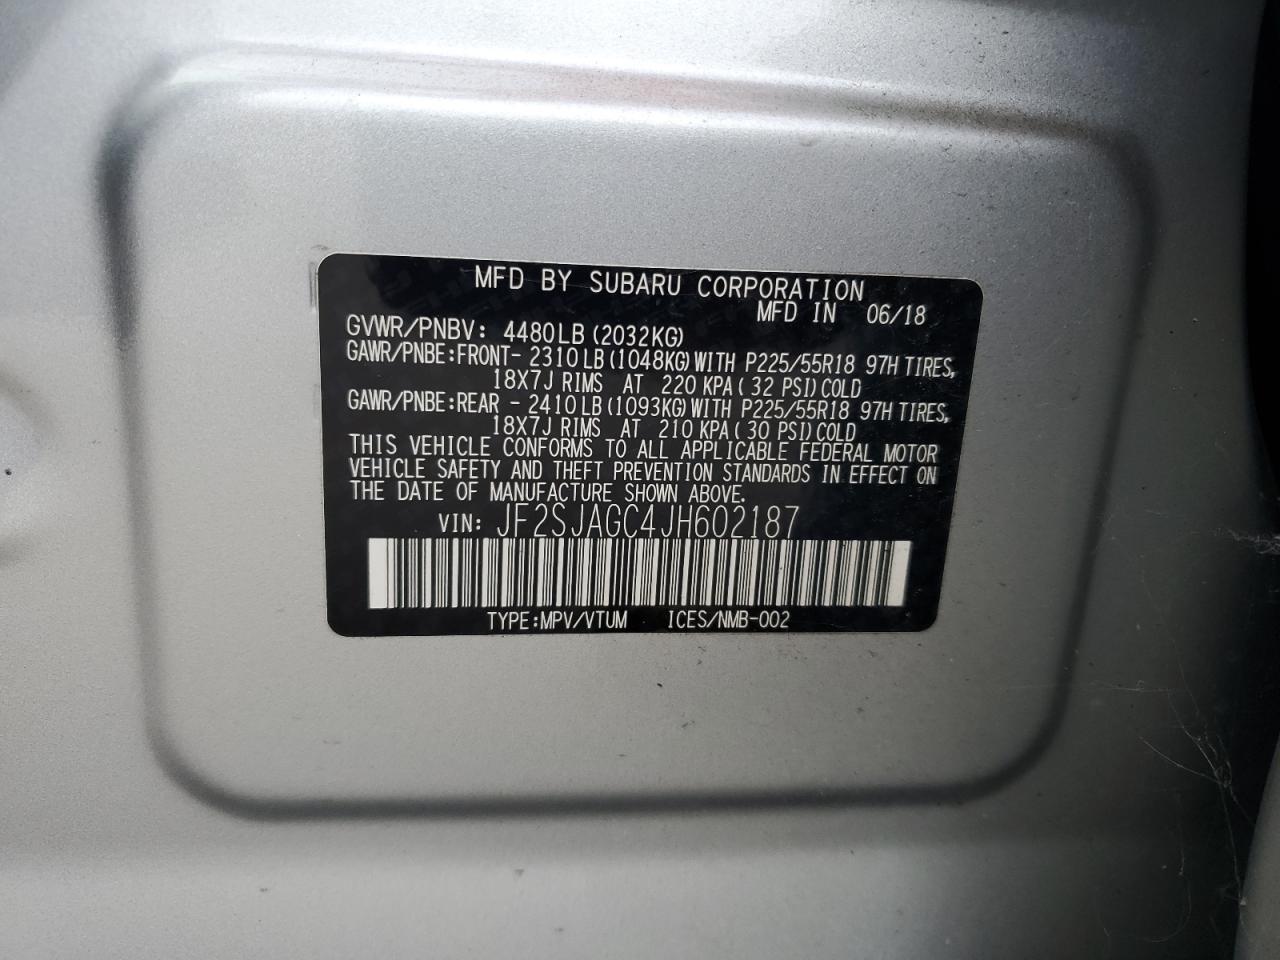 MFD BY SUBARU CORPORATION
MFD IN 06/18
GVWR/PNBV: 4480LB (2032KG)
GAWR/PNBE:FRONT- 2310LB (1048KG) WITH P225/55R18 97H TIRES,
18X7J RIMS AT 220 KPA ( 32 PSI) COLD
GAWR/PNBE:REAR - 2410LB (1093KG) WITH P225/55R18 97H TIRES,
18X7J RIMS AT 210 KPA ( 30 PSI) COLD
THIS VEHICLE CONFORMS TO ALL APPLICABLE FEDERAL MOTOR
VEHICLE SAFETY AND THEFT PREVENTION STANDARDS IN EFFECT ON
THE DATE OF MANUFACTURE SHOWN ABOVE.
VIN: JF2SJAGC4JH602187
TYPE:MPV/VTUM ICES/NMB-002